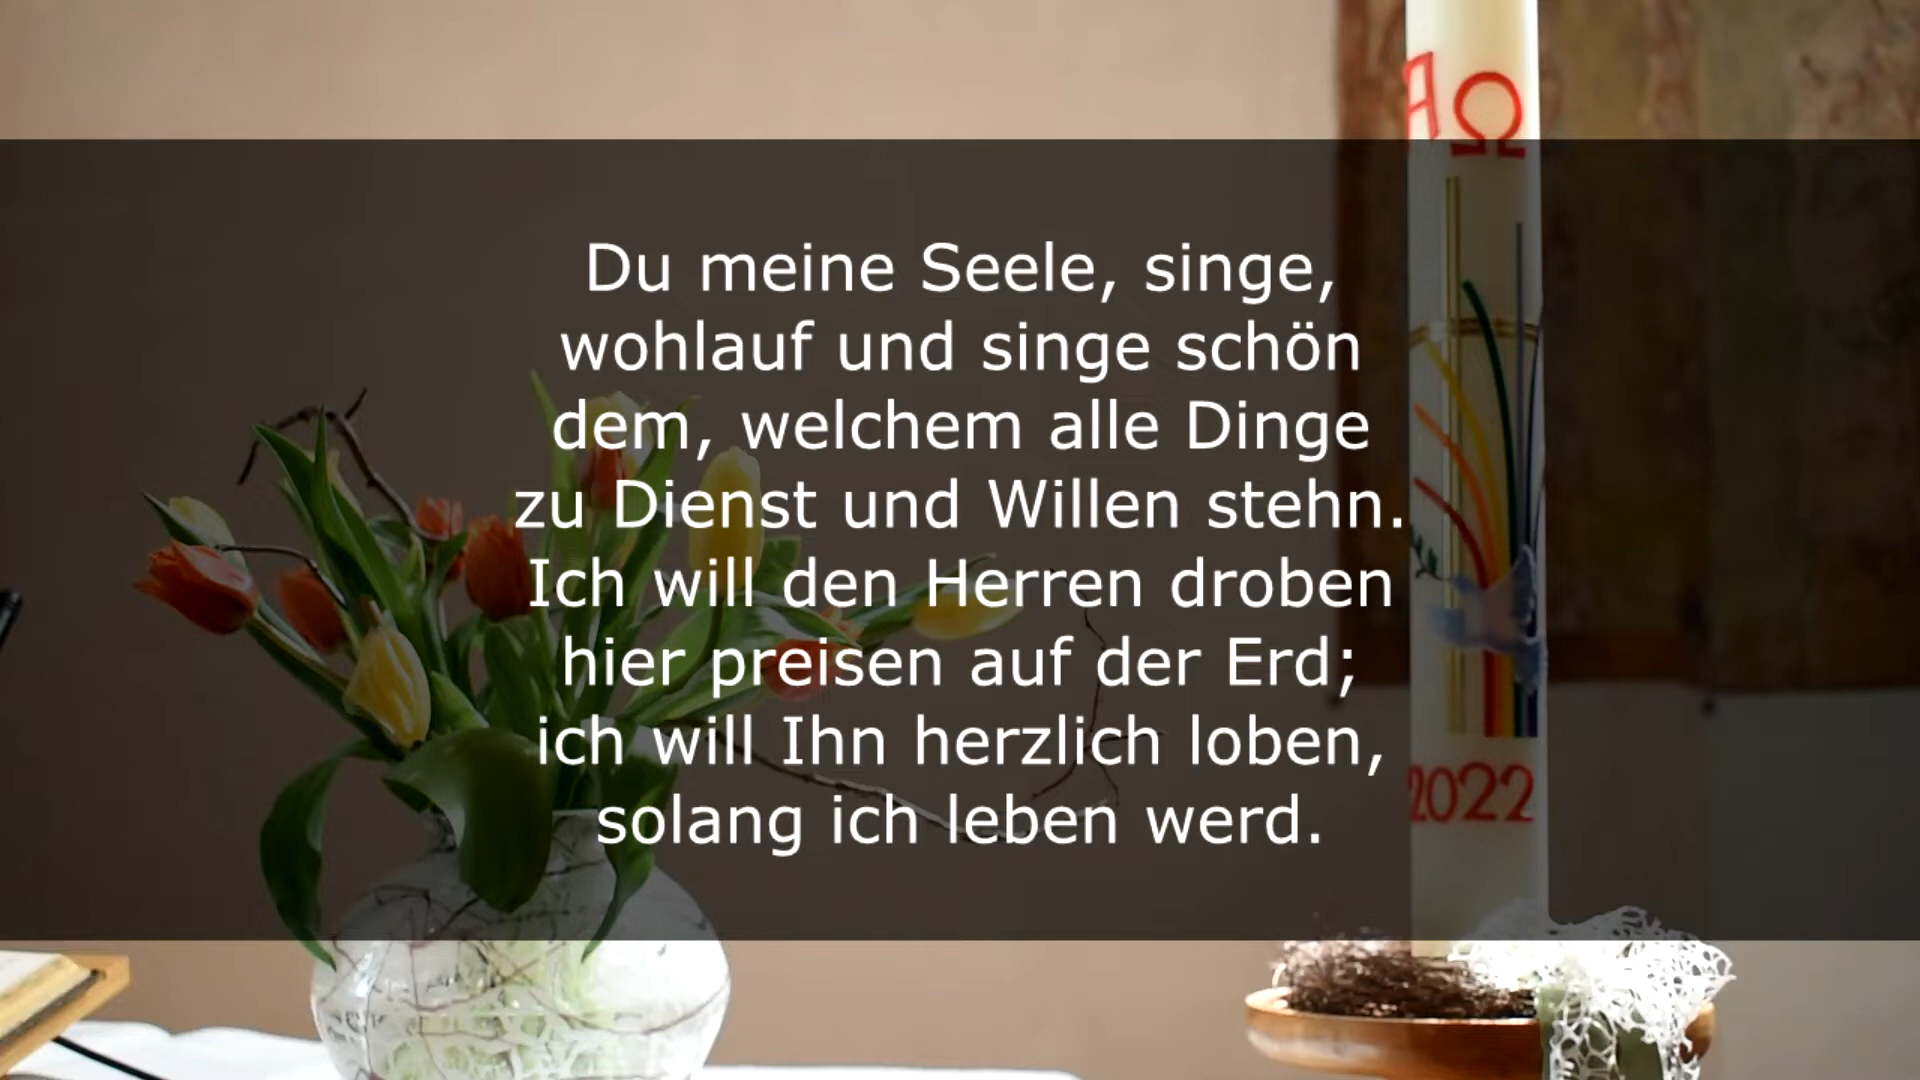 ΑΩ
Du meine Seele, singe,
wohlauf und singe schön
dem, welchem alle Dinge
zu Dienst und Willen stehn.
Ich will den Herren droben
hier preisen auf der Erd;
ich will Ihn herzlich loben,
solang ich leben werd.
2022